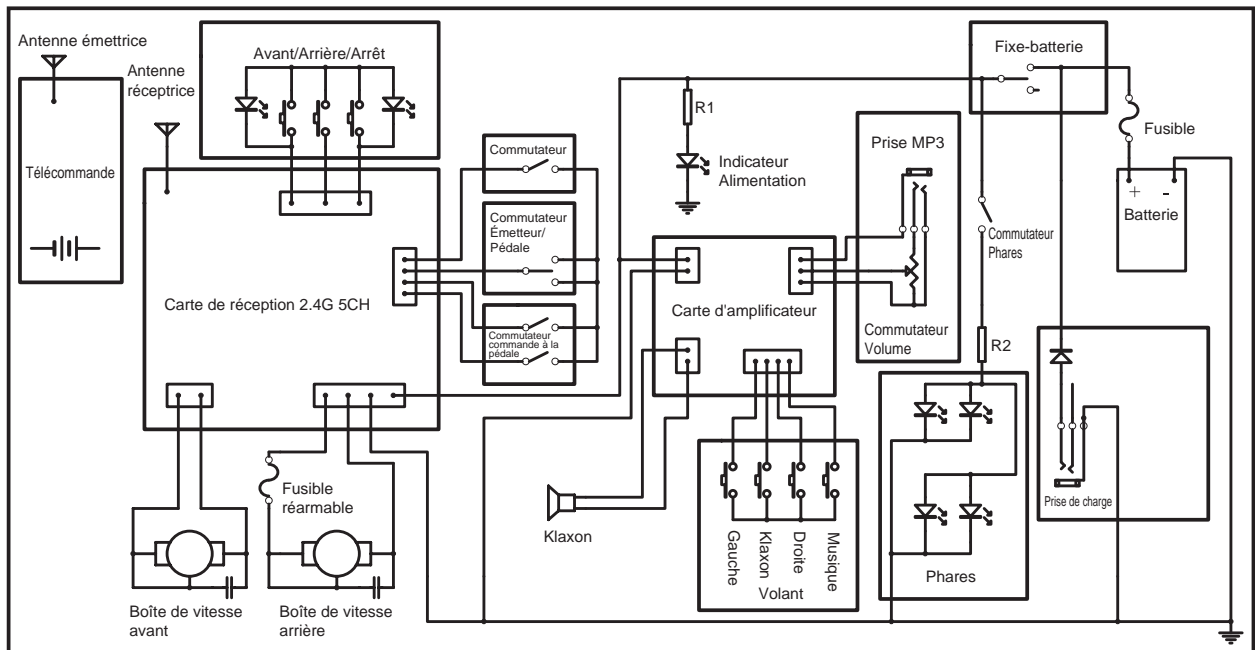 Antenne émettrice
Antenne
réceptrice
Télécommande
Avant/Arrière/Arrêt
Commutateur
Commutateur
Émetteur/
Pédale
Commutateur
commande à la
pédale
Carte de réception 2.4G 5CH
R1
Indicateur
Alimentation
Prise MP3
Commutateur
Volume
Carte d'amplificateur
Fixe-batterie
Fusible
+ -
Batterie
Commutateur
Phares
R2
Phares
Prise de charge
Fusible
réarmable
Klaxon
Gauche
Klaxon
Droite
Musique
Volant
Boîte de vitesse
avant
Boîte de vitesse
arrière